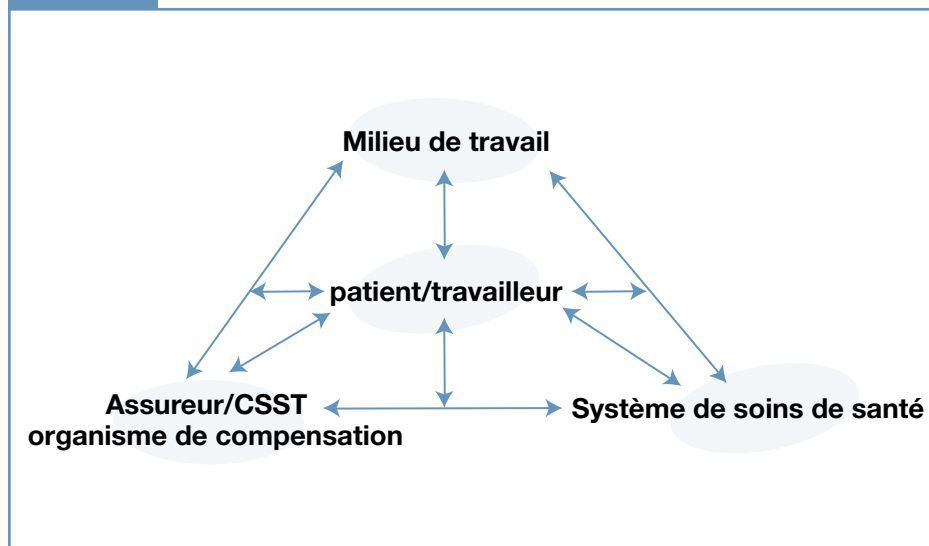 Milieu de travail
patient/travailleur
Assureur/CSST
organisme de compensation
Système de soins de santé